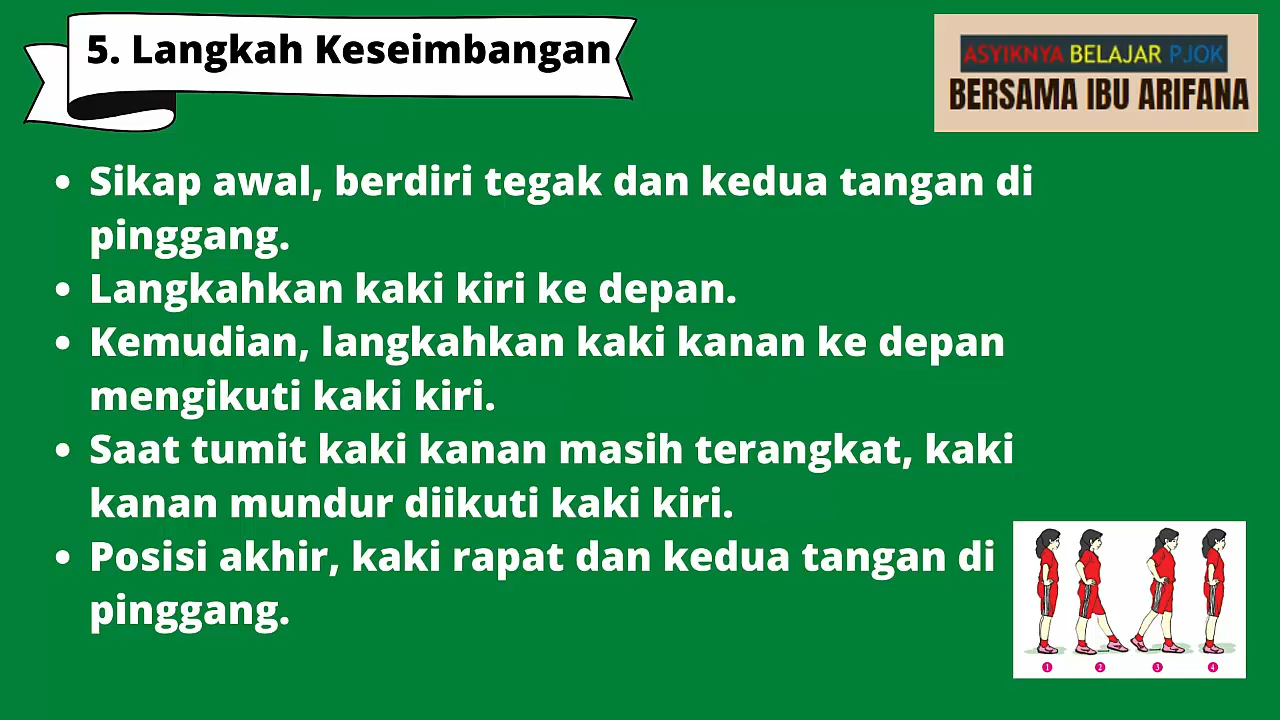 5. Langkah Keseimbangan
ASYIKNYA BELAJAR PJOK
BERSAMA IBU ARIFANA
• Sikap awal, berdiri tegak dan kedua tangan di
pinggang.
• Langkahkan kaki kiri ke depan.
• Kemudian, langkahkan kaki kanan ke depan
mengikuti kaki kiri.
• Saat tumit kaki kanan masih terangkat, kaki
kanan mundur diikuti kaki kiri.
• Posisi akhir, kaki rapat dan kedua tangan di
pinggang.
1 2 3 4